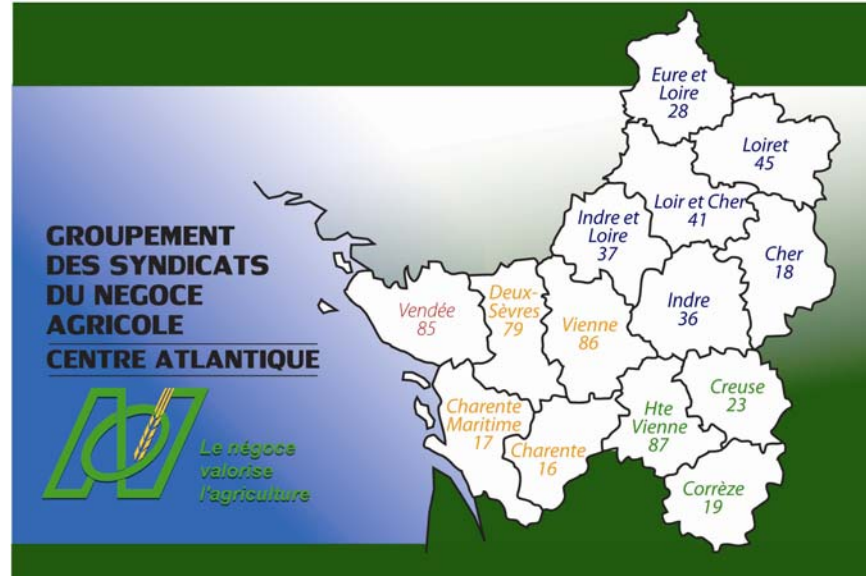 GROUPEMENT
DES SYNDICATS
DU NEGOCE
AGRICOLE
CENTRE ATLANTIQUE
Le négoce
valorise
l'agriculture
Eure et
Loire
28
Loiret
45
Loir et Cher
41
Indre et
Loire
37
Cher
18
Indre
36
Vendée
85
Deux-
Sèvres
79
Vienne
86
Charente
Maritime
17
Charente
16
Hte
Vienne
87
Creuse
23
Corrèze
19